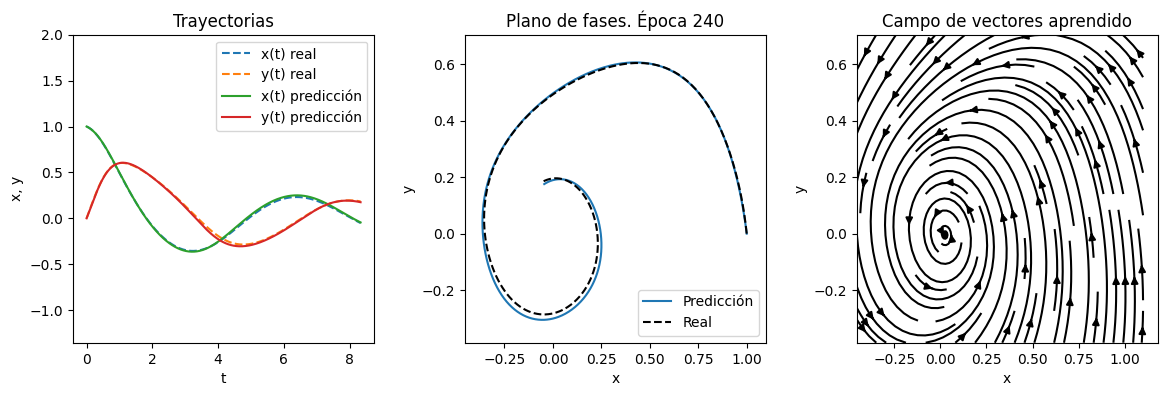 Trayectorias
2.0
1.5
1.0
0.5
0.0
−0.5
−1.0
x, y
0 2 4 6 8
t
x(t) real
y(t) real
x(t) predicción
y(t) predicción
Plano de fases. Época 240
0.6
0.4
0.2
0.0
−0.2
y
−0.25 0.00 0.25 0.50 0.75 1.00
x
Predicción
Real
Campo de vectores aprendido
0.6
0.4
0.2
0.0
−0.2
y
−0.25 0.00 0.25 0.50 0.75 1.00
x